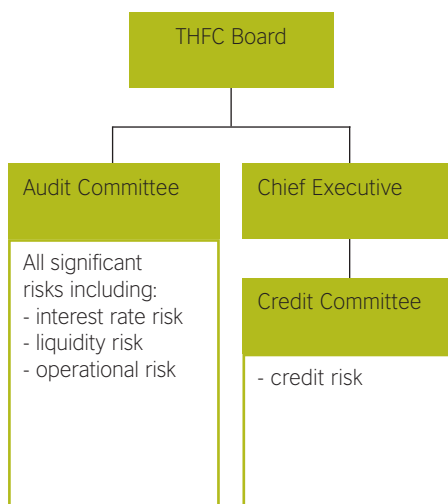 THFC Board
Audit Committee
All significant
risks including:
- interest rate risk
- liquidity risk
- operational risk
Chief Executive
Credit Committee
- credit risk